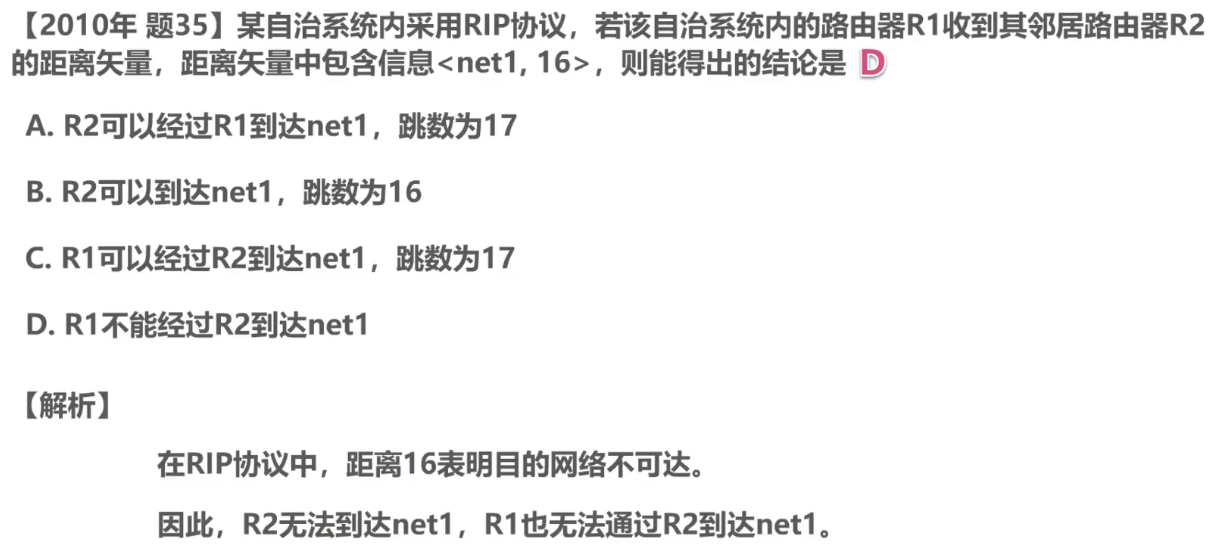 【2010年 题35】某自治系统内采用RIP协议，若该自治系统内的路由器R1收到其邻居路由器R2
的距离矢量，距离矢量中包含信息<net1, 16>，则能得出的结论是 D
A. R2可以经过R1到达net1，跳数为17
B. R2可以到达net1，跳数为16
C. R1可以经过R2到达net1，跳数为17
D. R1不能经过R2到达net1
【解析】
在RIP协议中，距离16表明目的网络不可达。
因此，R2无法到达net1，R1也无法通过R2到达net1。